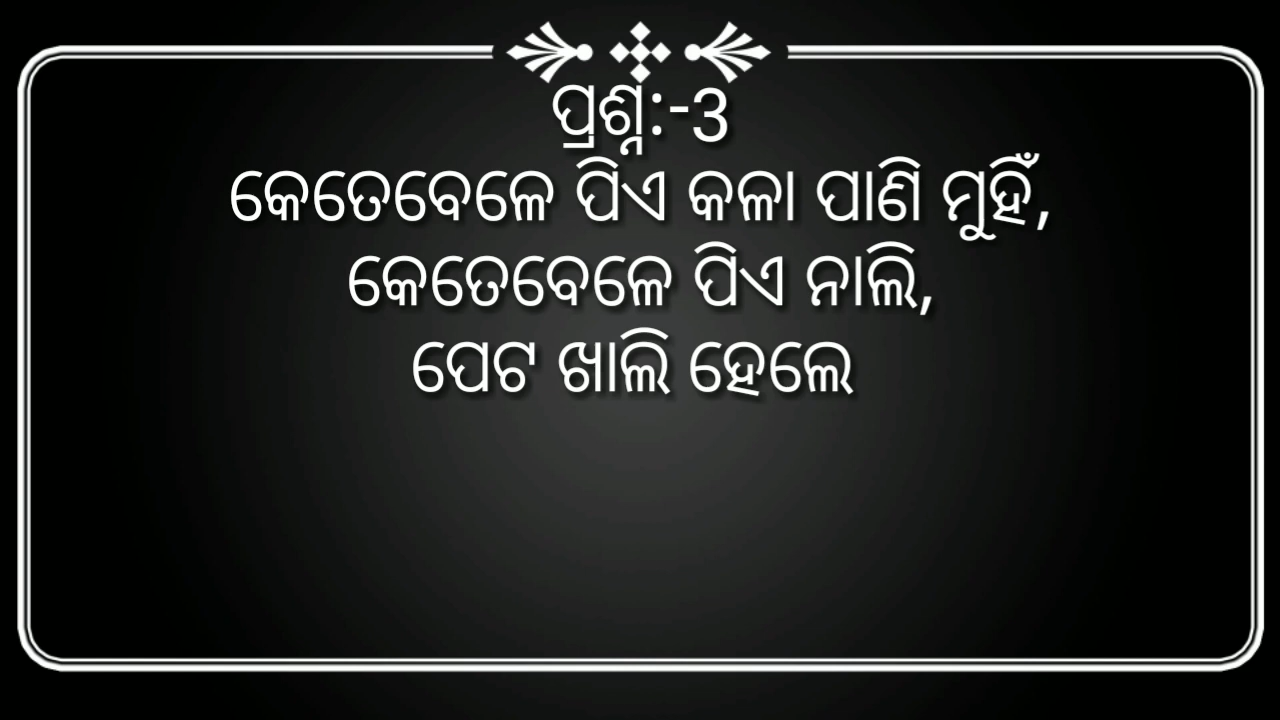 ପ୍ରଶ୍ନ:-3
କେତେବେଳେ ପିଏ କଳା ପାଣି ମୁହିଁ,
କେତେବେଳେ ପିଏ ନାଲି,
ପେଟ ଖାଲି ହେଲେ